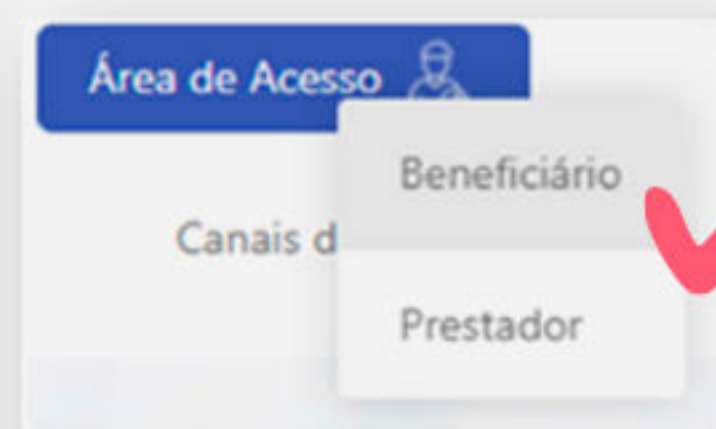 Área de Acesso
Beneficiário
Canais d
Prestador